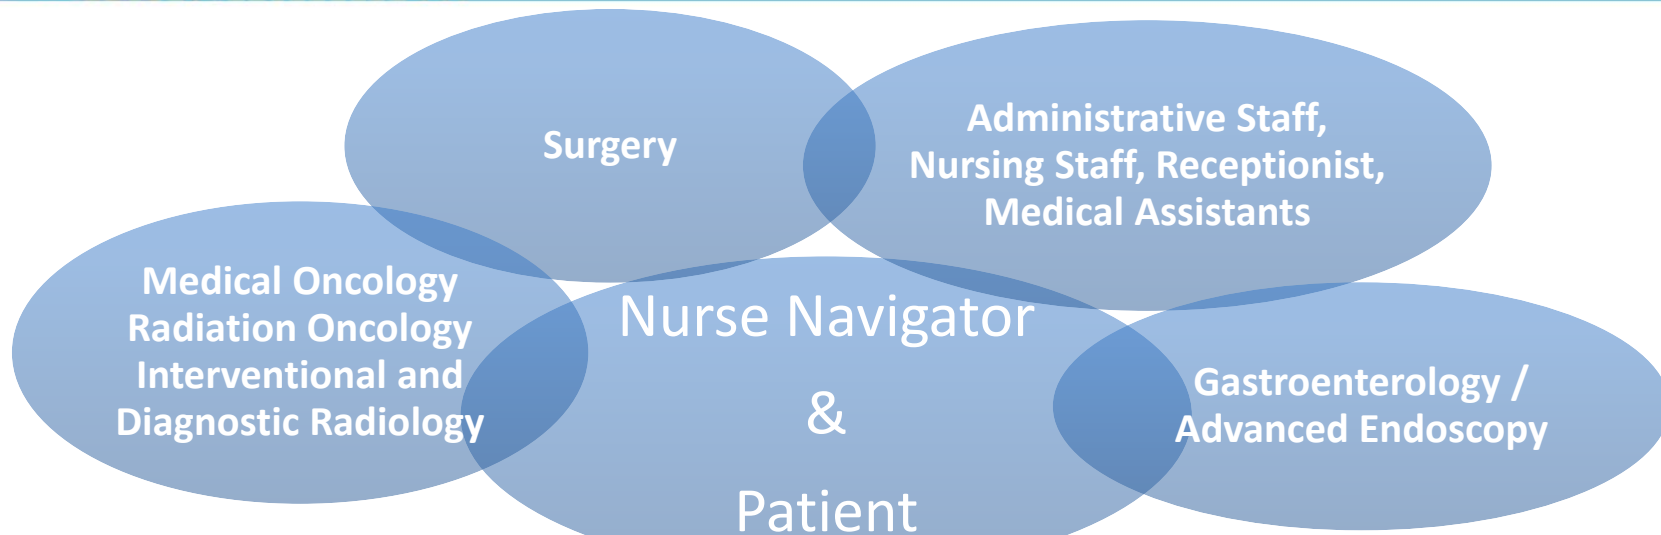 Surgery
Administrative Staff,
Nursing Staff, Receptionist,
Medical Assistants
Medical Oncology
Radiation Oncology
Interventional and
Diagnostic Radiology
Nurse Navigator
&
Patient
Gastroenterology /
Advanced Endoscopy